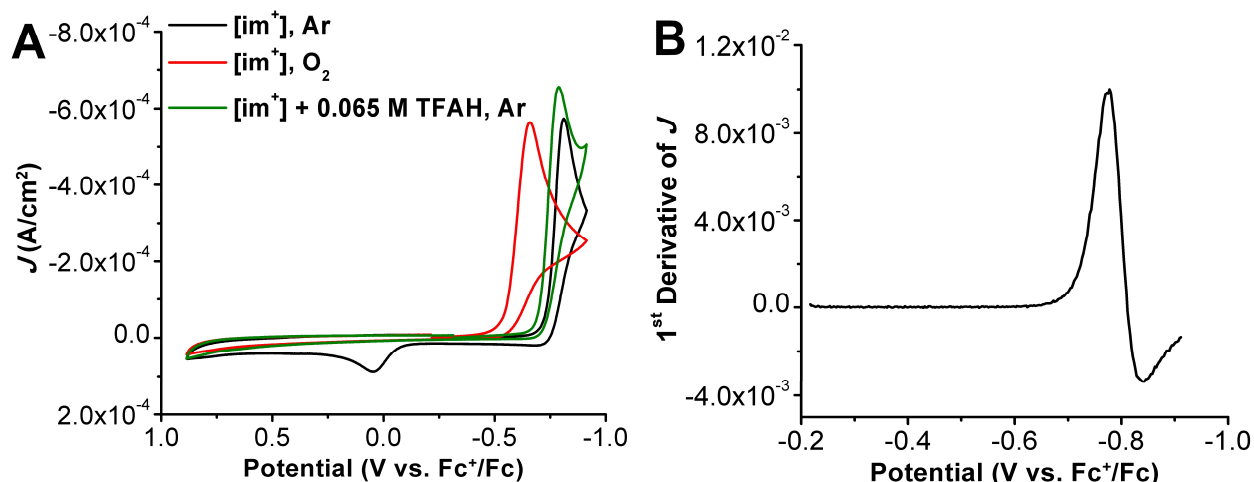 A
[im⁺], Ar
[im⁺], O₂
[im⁺] + 0.065 M TFAH, Ar
J (A/cm²)
-8.0x10⁻⁴
-6.0x10⁻⁴
-4.0x10⁻⁴
-2.0x10⁻⁴
0.0
2.0x10⁻⁴
1.0 0.5 0.0 -0.5 -1.0
Potential (V vs. Fc⁺/Fc)
B
1ˢᵗ Derivative of J
1.2x10⁻²
8.0x10⁻³
4.0x10⁻³
0.0
-4.0x10⁻³
-0.2 -0.4 -0.6 -0.8 -1.0
Potential (V vs. Fc⁺/Fc)